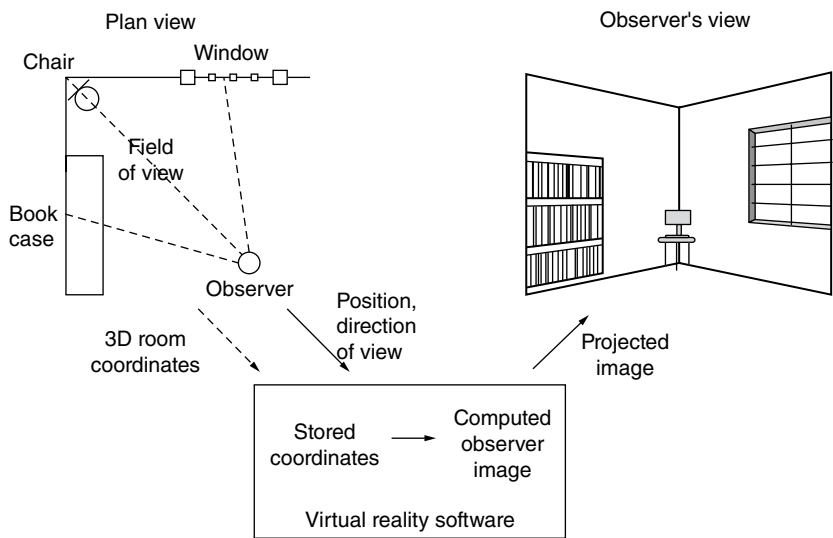 Plan view
Observer's view
Window
Chair
Field
of view
Book
case
Observer
Position,
direction
of view
3D room
coordinates
Projected
image
Stored
coordinates
Computed
observer
image
Virtual reality software